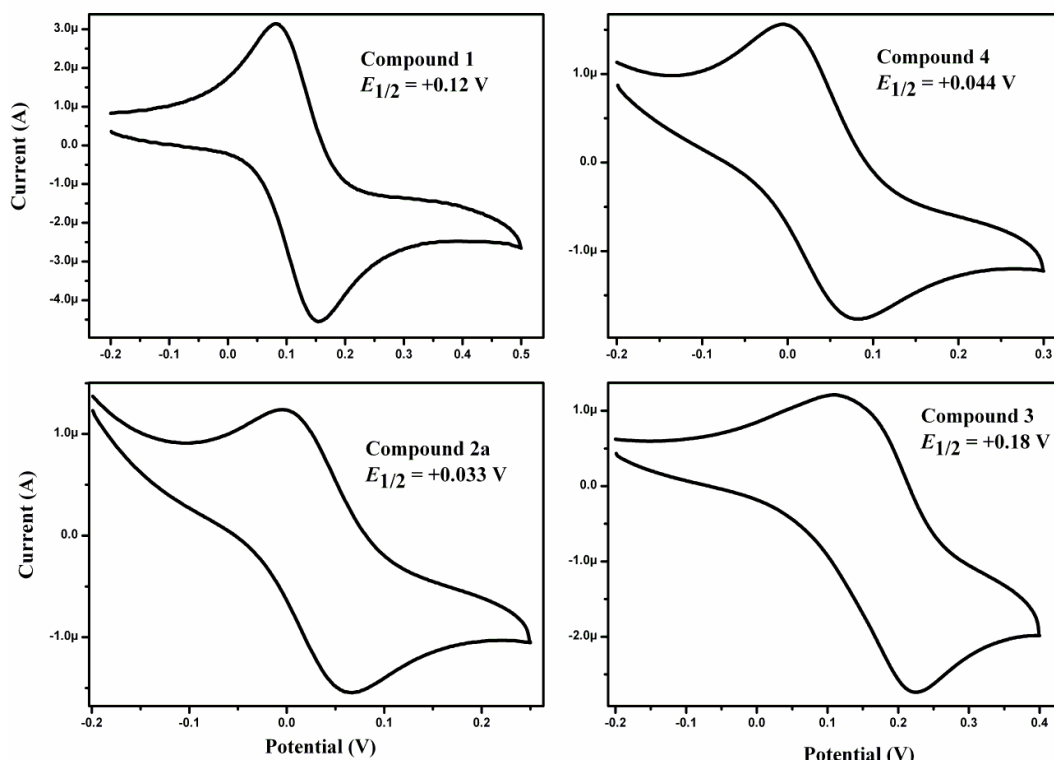 Current (A)
3.0µ
2.0µ
1.0µ
0.0
-1.0µ
-2.0µ
-3.0µ
-4.0µ
Compound 1
E1/2 = +0.12 V
-0.2 -0.1 0.0 0.1 0.2 0.3 0.4 0.5
1.0µ
0.0
-1.0µ
Compound 4
E1/2 = +0.044 V
-0.2 -0.1 0.0 0.1 0.2 0.3
Current (A)
1.0µ
0.0
-1.0µ
Compound 2a
E1/2 = +0.033 V
-0.2 -0.1 0.0 0.1 0.2
Potential (V)
1.0µ
0.0
-1.0µ
-2.0µ
Compound 3
E1/2 = +0.18 V
-0.2 -0.1 0.0 0.1 0.2 0.3 0.4
Potential (V)